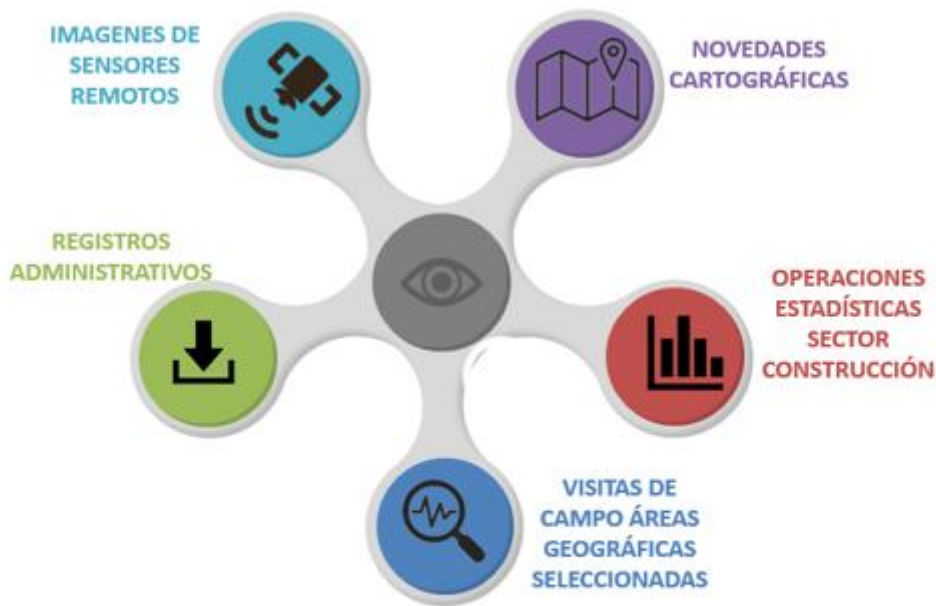 IMAGENES DE
SENSORES
REMOTOS
NOVEDADES
CARTOGRÁFICAS
REGISTROS
ADMINISTRATIVOS
OPERACIONES
ESTADÍSTICAS
SECTOR
CONSTRUCCIÓN
VISITAS DE
CAMPO ÁREAS
GEOGRÁFICAS
SELECCIONADAS